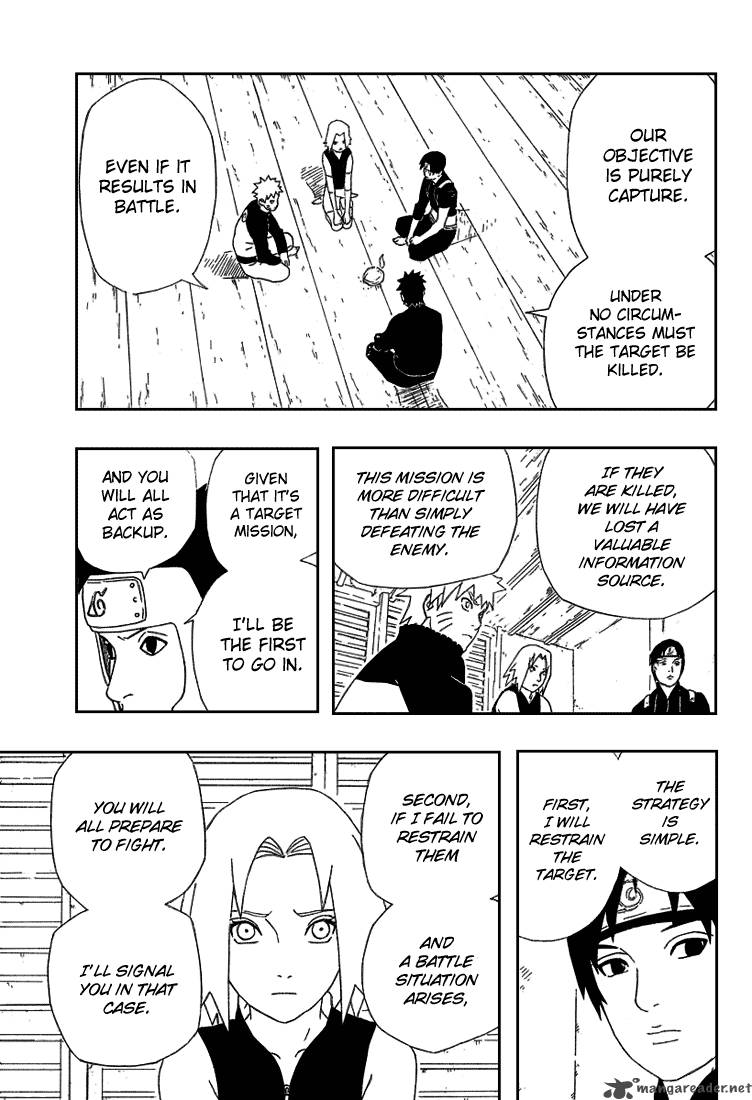 OUR
OBJECTIVE
IS PURELY
CAPTURE.
UNDER
NO CIRCUM-
STANCES MUST
THE TARGET BE
KILLED.
EVEN IF IT
RESULTS IN
BATTLE.
IF THEY
ARE KILLED,
WE WILL HAVE
LOST A
VALUABLE
INFORMATION
SOURCE.
THIS MISSION IS
MORE DIFFICULT
THAN SIMPLY
DEFEATING THE
ENEMY.
GIVEN
THAT IT'S
A TARGET
MISSION,
I'LL BE
THE FIRST
TO GO IN.
AND YOU
WILL ALL
ACT AS
BACKUP.
THE
STRATEGY
IS
SIMPLE.
FIRST,
I WILL
RESTRAIN
THE
TARGET.
SECOND,
IF I FAIL TO
RESTRAIN
THEM
AND
A BATTLE
SITUATION
ARISES,
YOU WILL
ALL PREPARE
TO FIGHT.
I'LL SIGNAL
YOU IN THAT
CASE.
mangareader.net